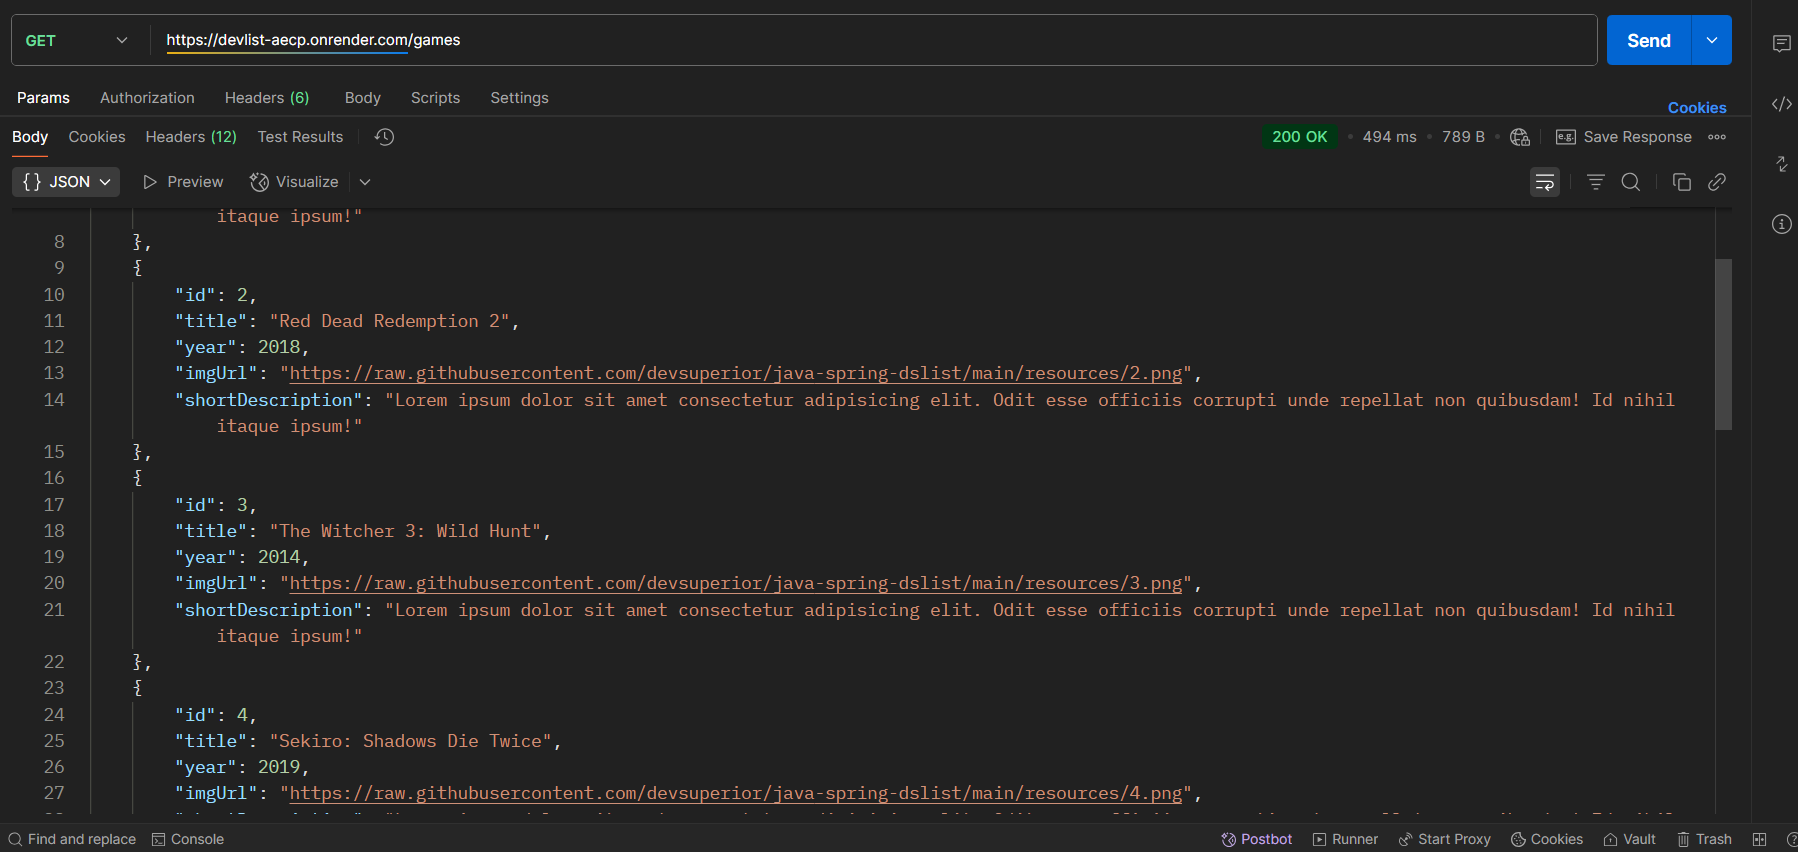 GET https://devlist-aecp.onrender.com/games Send
Params Authorization Headers (6) Body Scripts Settings
Cookies
Body Cookies Headers (12) Test Results 200 OK • 494 ms • 789 B • e.g. Save Response
{} JSON Preview Visualize
itaque ipsum!"
8 },
9 {
10 "id": 2,
11 "title": "Red Dead Redemption 2",
12 "year": 2018,
13 "imgUrl": "https://raw.githubusercontent.com/devsuperior/java-spring-dslist/main/resources/2.png",
14 "shortDescription": "Lorem ipsum dolor sit amet consectetur adipisicing elit. Odit esse officiis corrupti unde repellat non quibusdam! Id nihil
itaque ipsum!"
15 },
16 {
17 "id": 3,
18 "title": "The Witcher 3: Wild Hunt",
19 "year": 2014,
20 "imgUrl": "https://raw.githubusercontent.com/devsuperior/java-spring-dslist/main/resources/3.png",
21 "shortDescription": "Lorem ipsum dolor sit amet consectetur adipisicing elit. Odit esse officiis corrupti unde repellat non quibusdam! Id nihil
itaque ipsum!"
22 },
23 {
24 "id": 4,
25 "title": "Sekiro: Shadows Die Twice",
26 "year": 2019,
27 "imgUrl": "https://raw.githubusercontent.com/devsuperior/java-spring-dslist/main/resources/4.png",
Find and replace Console Postbot Runner Start Proxy Cookies Vault Trash